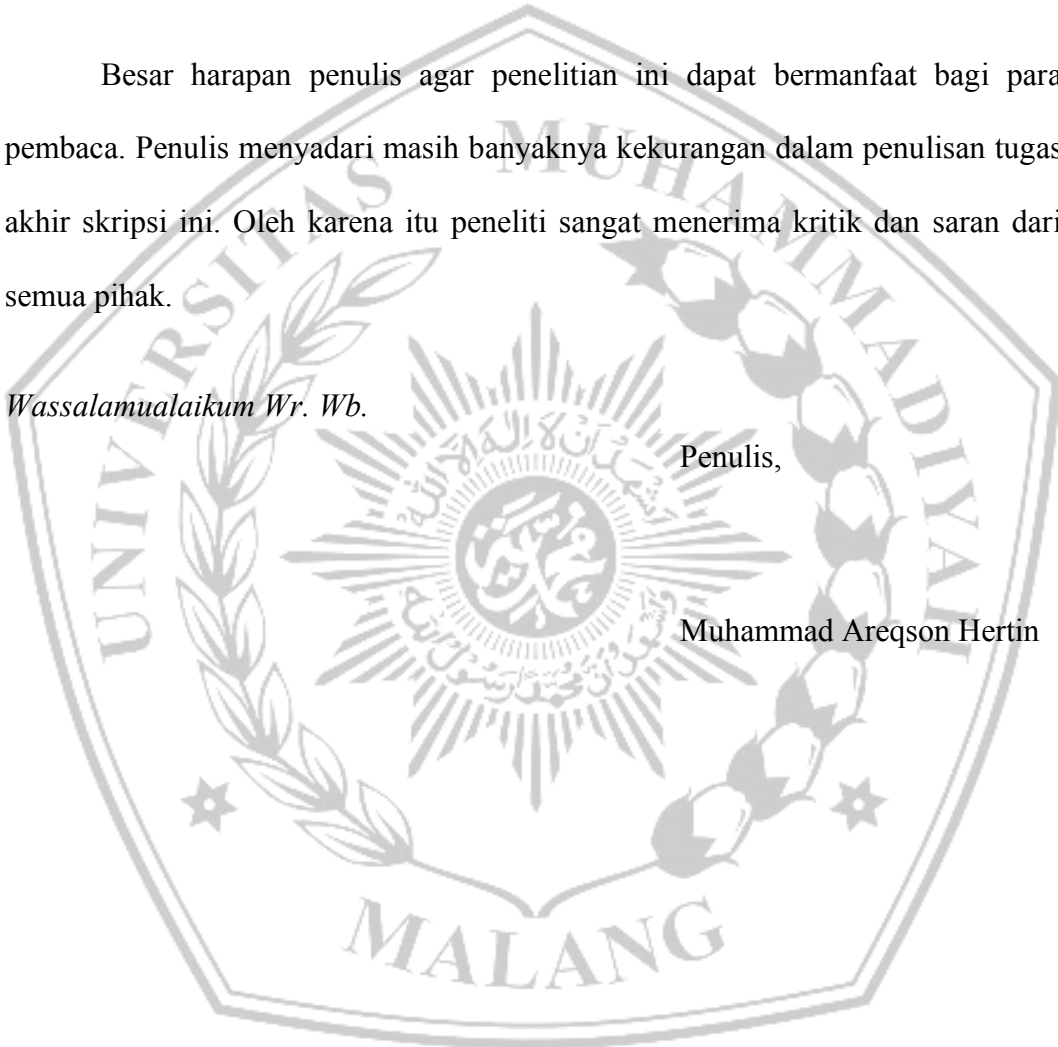 Besar harapan penulis agar penelitian ini dapat bermanfaat bagi para
pembaca. Penulis menyadari masih banyaknya kekurangan dalam penulisan tugas
akhir skripsi ini. Oleh karena itu peneliti sangat menerima kritik dan saran dari
semua pihak.
Wassalamualaikum Wr. Wb.
Penulis,
Muhammad Areqson Hertin
UNIVERSITAS MUHAMMADIYAH
MALANG